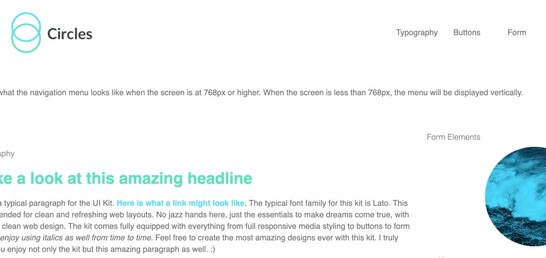 Circles
Typography Buttons Form
what the navigation menu looks like when the screen is at 768px or higher. When the screen is less than 768px, the menu will be displayed vertically.
Form Elements
aphy
ke a look at this amazing headline
a typical paragraph for the UI Kit. Here is what a link might look like. The typical font family for this kit is Lato. This
ended for clean and refreshing web layouts. No jazz hands here, just the essentials to make dreams come true, with
clean web design. The kit comes fully equipped with everything from full responsive media styling to buttons to form
enjoy using italics as well from time to time. Feel free to create the most amazing designs ever with this kit. I truly
u enjoy not only the kit but this amazing paragraph as well. :)